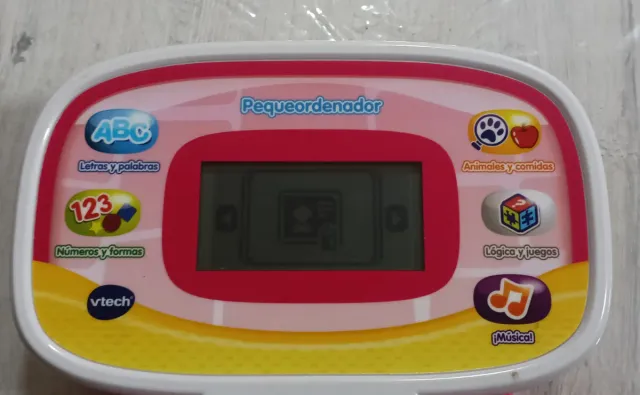 Pequeordenador
ABC
Letras y palabras
Animales y comidas
123
Números y formas
?
Lógica y juegos
vtech
¡Música!